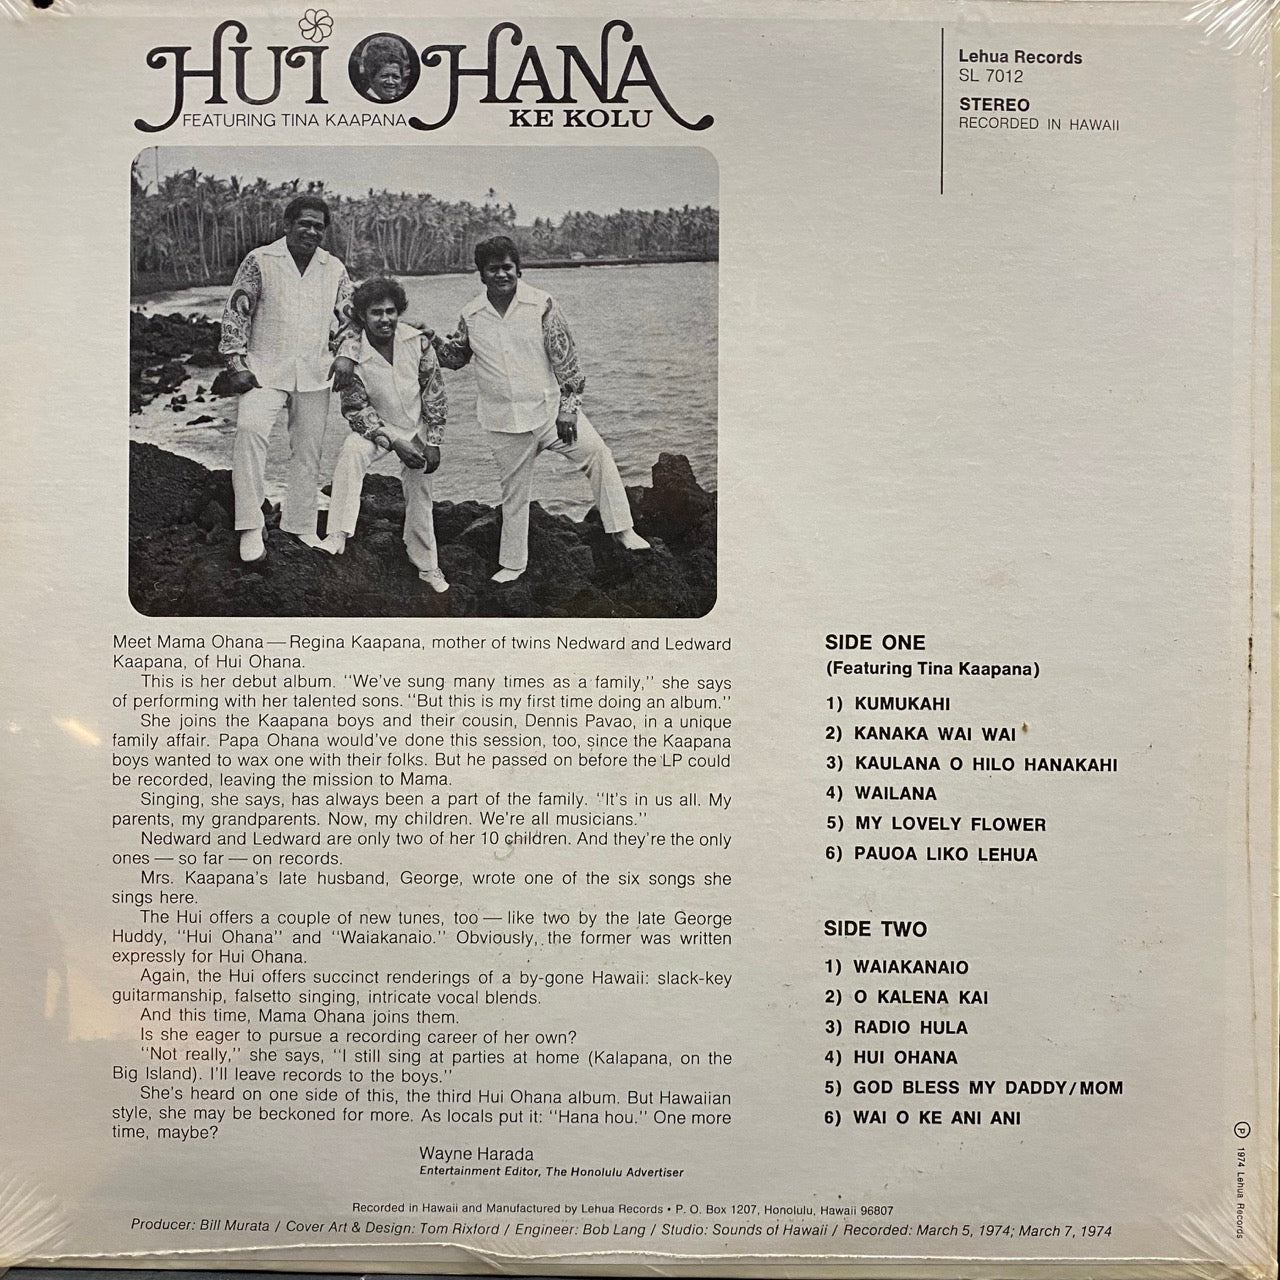 HUI OHANA
FEATURING TINA KAAPANA
KE KOLU
Lehua Records
SL 7012
STEREO
RECORDED IN HAWAII
Meet Mama Ohana — Regina Kaapana, mother of twins Nedward and Ledward
Kaapana, of Hui Ohana.
This is her debut album. "We've sung many times as a family," she says
of performing with her talented sons. "But this is my first time doing an album."
She joins the Kaapana boys and their cousin, Dennis Pavao, in a unique
family affair. Papa Ohana would've done this session, too, since the Kaapana
boys wanted to wax one with their folks. But he passed on before the LP could
be recorded, leaving the mission to Mama.
Singing, she says, has always been a part of the family. "It's in us all. My
parents, my grandparents. Now, my children. We're all musicians."
Nedward and Ledward are only two of her 10 children. And they're the only
ones — so far — on records.
Mrs. Kaapana's late husband, George, wrote one of the six songs she
sings here.
The Hui offers a couple of new tunes, too — like two by the late George
Huddy, "Hui Ohana" and "Waiakanaio." Obviously, the former was written
expressly for Hui Ohana.
Again, the Hui offers succinct renderings of a by-gone Hawaii: slack-key
guitarmanship, falsetto singing, intricate vocal blends.
And this time, Mama Ohana joins them.
Is she eager to pursue a recording career of her own?
"Not really," she says, "I still sing at parties at home (Kalapana, on the
Big Island). I'll leave records to the boys."
She's heard on one side of this, the third Hui Ohana album. But Hawaiian
style, she may be beckoned for more. As locals put it: "Hana hou." One more
time, maybe?
Wayne Harada
Entertainment Editor, The Honolulu Advertiser
SIDE ONE
(Featuring Tina Kaapana)
1) KUMUKAHI
2) KANAKA WAI WAI
3) KAULANA O HILO HANAKAHI
4) WAILANA
5) MY LOVELY FLOWER
6) PAUOA LIKO LEHUA
SIDE TWO
1) WAIAKANAIO
2) O KALENA KAI
3) RADIO HULA
4) HUI OHANA
5) GOD BLESS MY DADDY/MOM
6) WAI O KE ANI ANI
Recorded in Hawaii and Manufactured by Lehua Records • P. O. Box 1207, Honolulu, Hawaii 96807
Producer: Bill Murata / Cover Art & Design: Tom Rixford / Engineer: Bob Lang / Studio: Sounds of Hawaii / Recorded: March 5, 1974; March 7, 1974
℗ 1974 Lehua Records